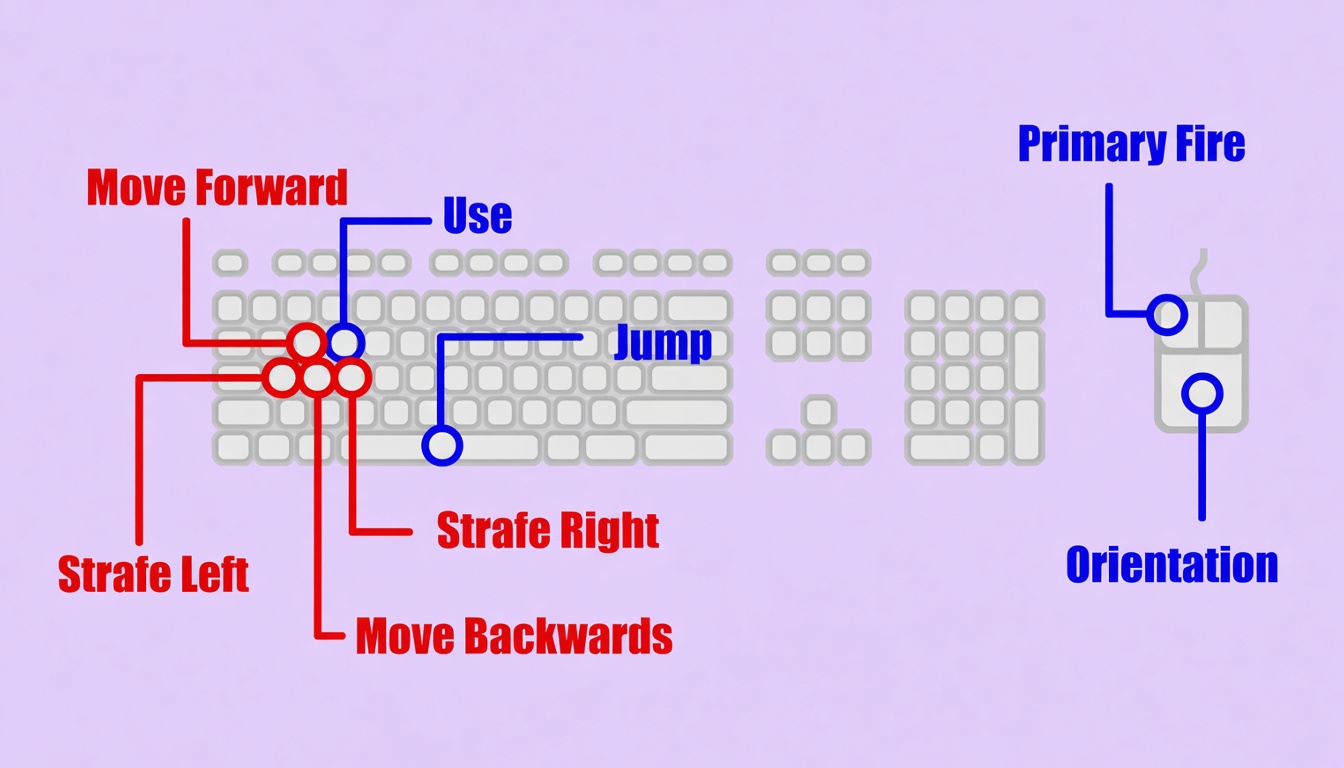 Primary Fire
Move Forward
Use
Jump
Strafe Right
Orientation
Strafe Left
Move Backwards